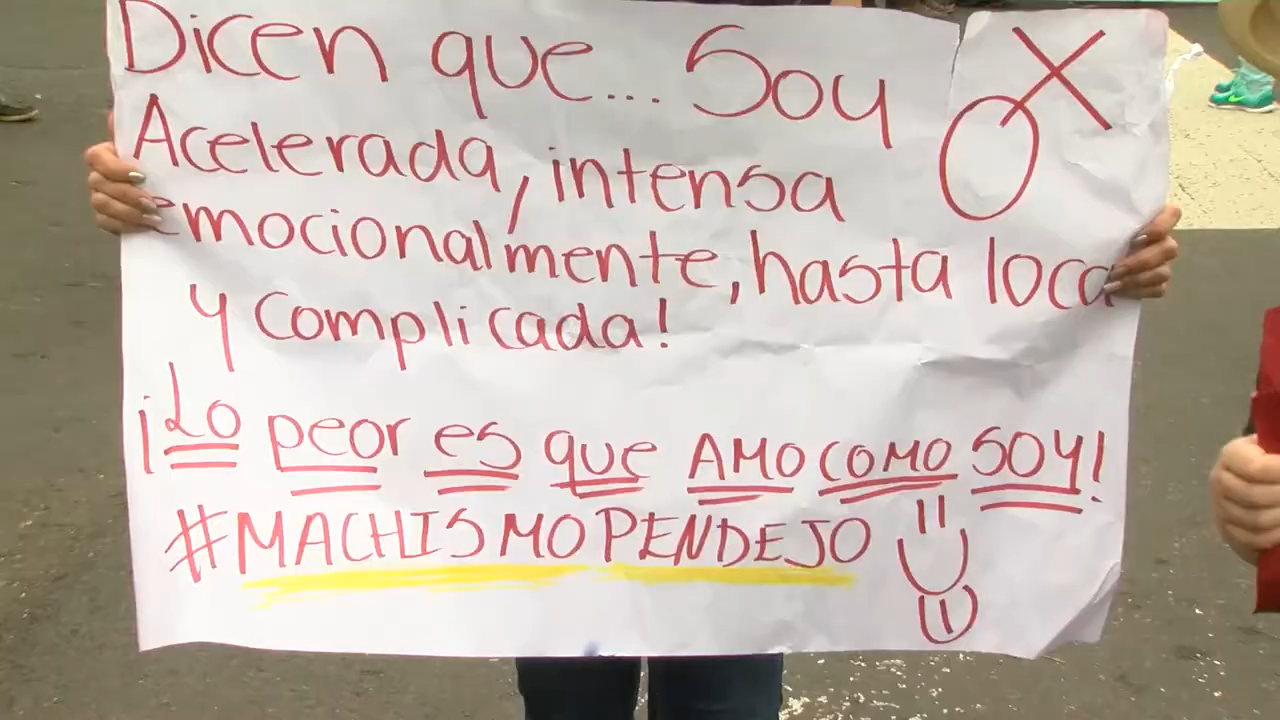 Dicen que... Soy
Acelerada, intensa
emocionalmente, hasta loca
y complicada!
¡Lo peor es que AMO COMO SOY!
#MACHISMOPENDEJO